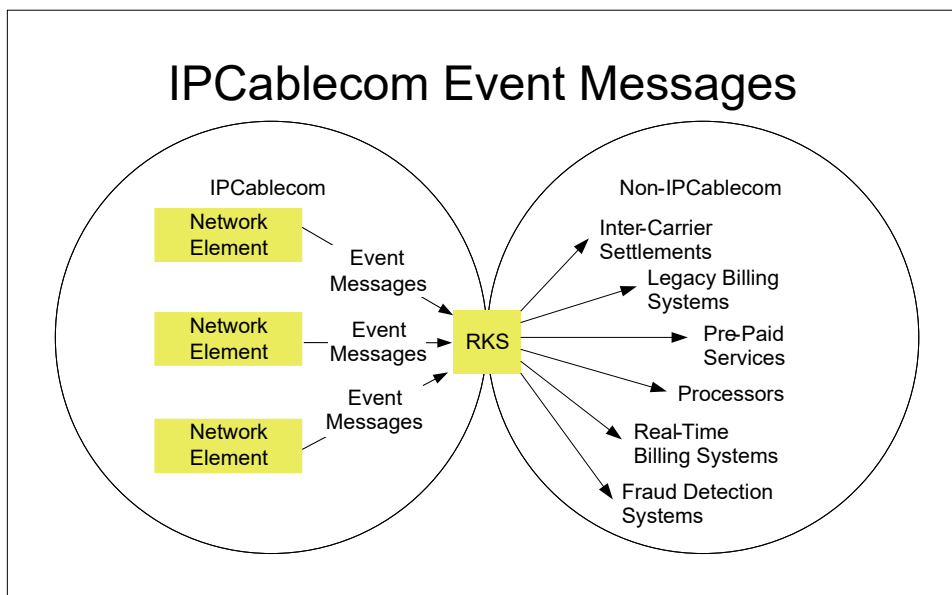 IPCablecom Event Messages
IPCablecom
Network
Element
Event
Messages
Network
Element
Event
Messages
Network
Element
Event
Messages
RKS
Non-IPCablecom
Inter-Carrier
Settlements
Legacy Billing
Systems
Pre-Paid
Services
Processors
Real-Time
Billing Systems
Fraud Detection
Systems